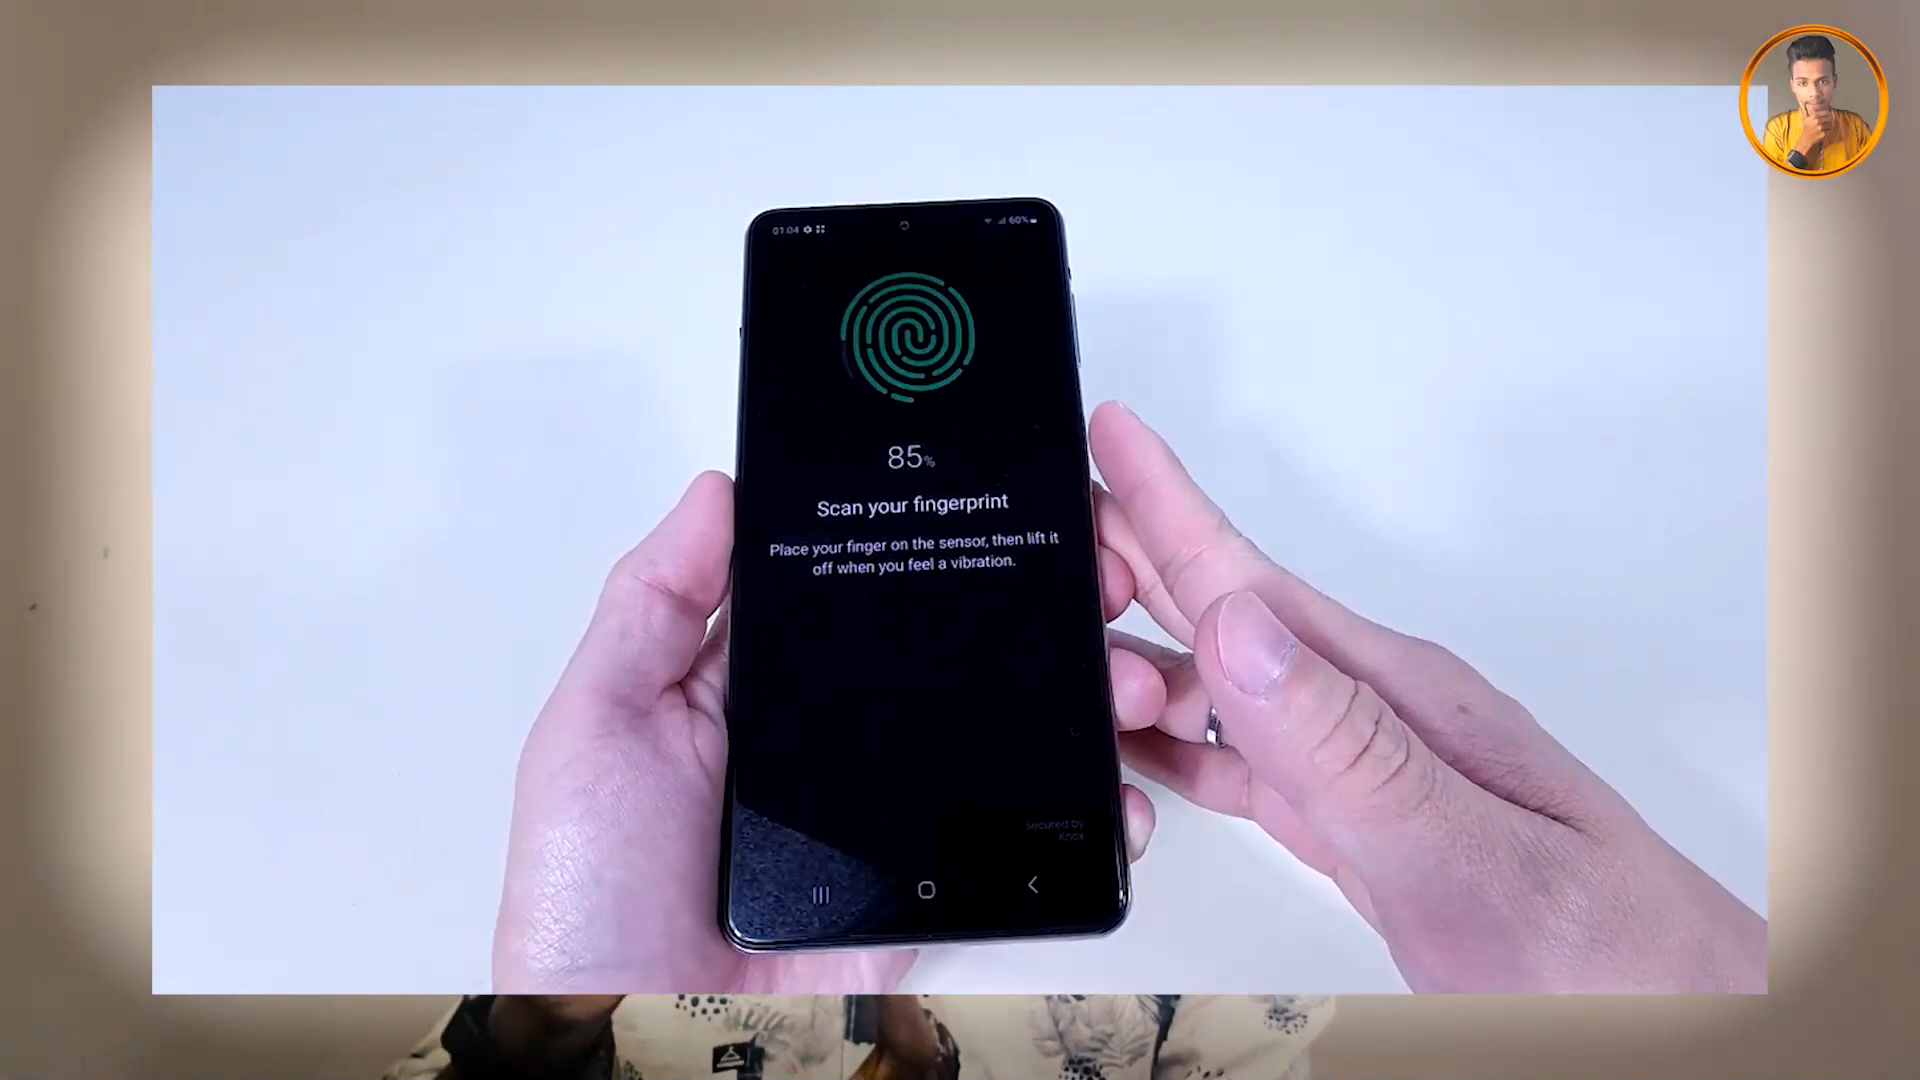 01:04
60%
85%
Scan your fingerprint
Place your finger on the sensor, then lift it
off when you feel a vibration.
Secured by
Knox